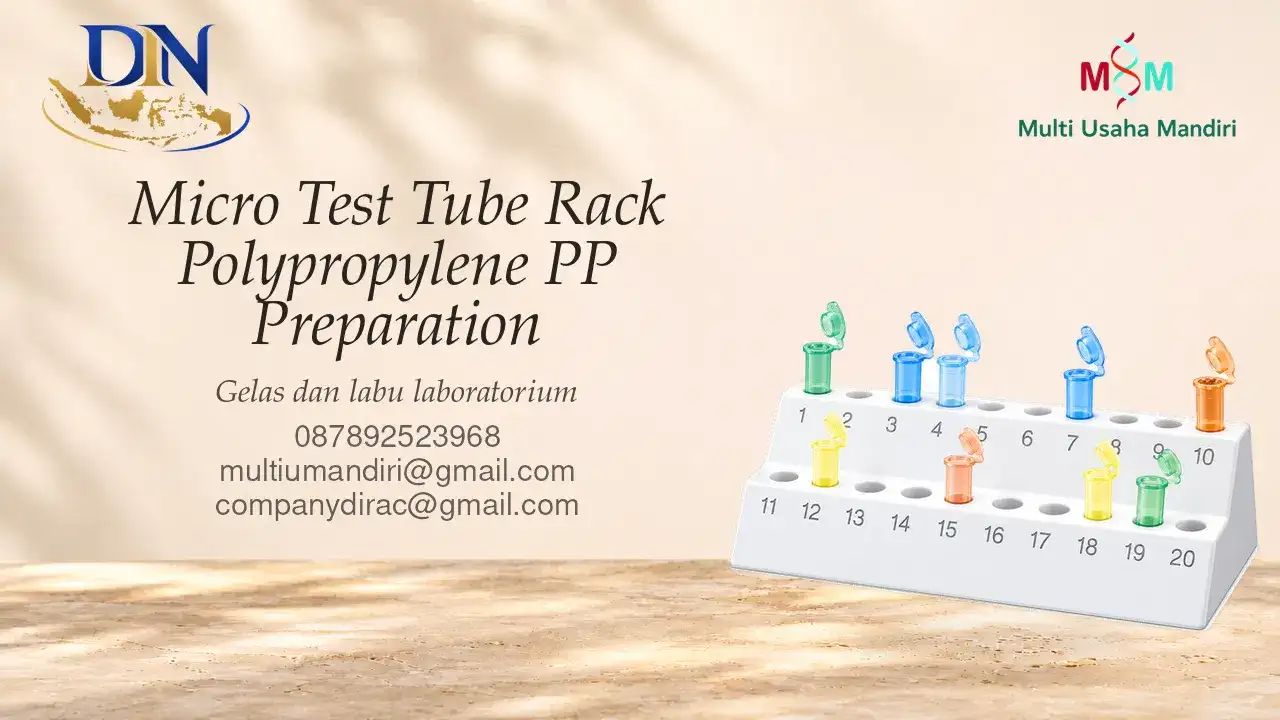 DIN
M M
Multi Usaha Mandiri
Micro Test Tube Rack
Polypropylene PP
Preparation
Gelas dan labu laboratorium
087892523968
multiumandiri@gmail.com
companydirac@gmail.com
1 2 3 4 5 6 7 8 9 10
11 12 13 14 15 16 17 18 19 20